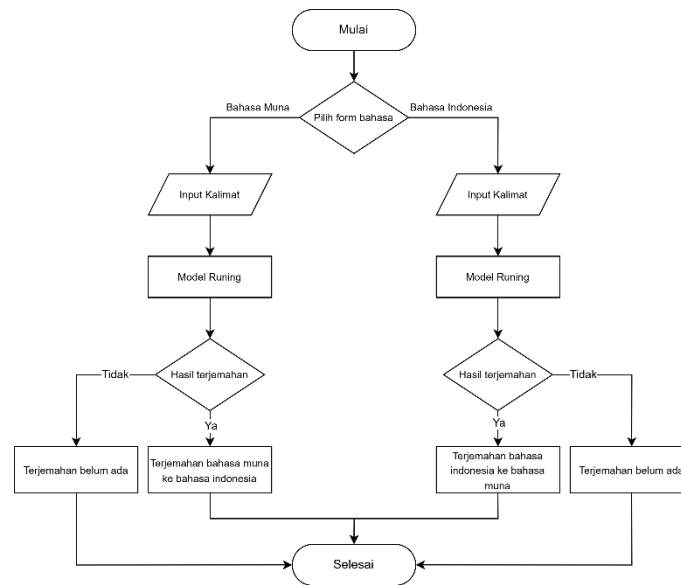 Mulai
Bahasa Muna
Bahasa Indonesia
Pilih form bahasa
Input Kalimat
Input Kalimat
Model Runing
Model Runing
Tidak
Hasil terjemahan
Hasil terjemahan
Tidak
Ya
Ya
Terjemahan belum ada
Terjemahan bahasa muna
ke bahasa indonesia
Terjemahan bahasa
indonesia ke bahasa
muna
Terjemahan belum ada
Selesai